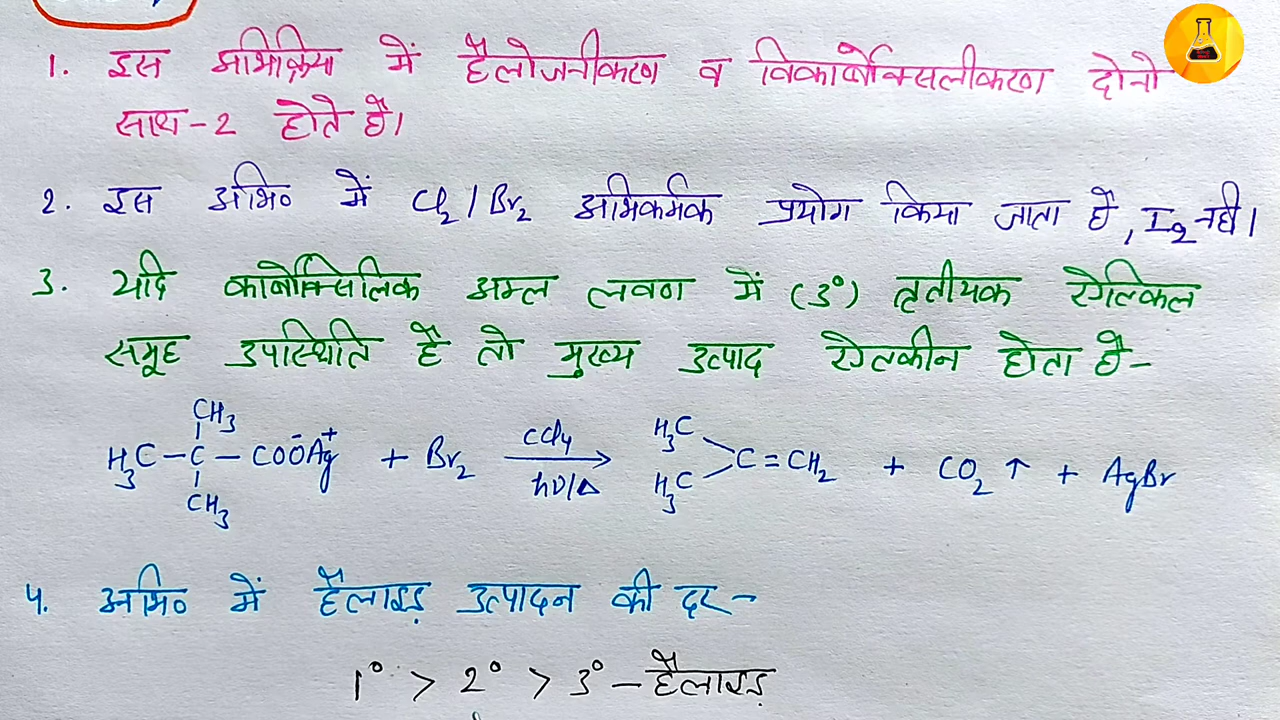 1. इस अभिक्रिया में हैलोजनीकरण व विकार्बोक्सिलीकरण दोनो
साथ-2 होते है।
2. इस अभि० में Cl₂/Br₂ अभिकर्मक प्रयोग किया जाता है, I₂ नही।
3. यदि कार्बोक्सिलिक अम्ल लवण में (3°) तृतीयक ऐल्किल
समूह उपस्थिति है तो मुख्य उत्पाद ऐल्कीन होता है-
CH₃
H₃C-C-COO⁻Ag⁺ + Br₂ CCl₄ → H₃C C=CH₂ + CO₂↑ + AgBr
CH₃ hν/Δ H₃C
4. अभि० में हैलाइड उत्पादन की दर-
1° > 2° > 3° - हैलाइड